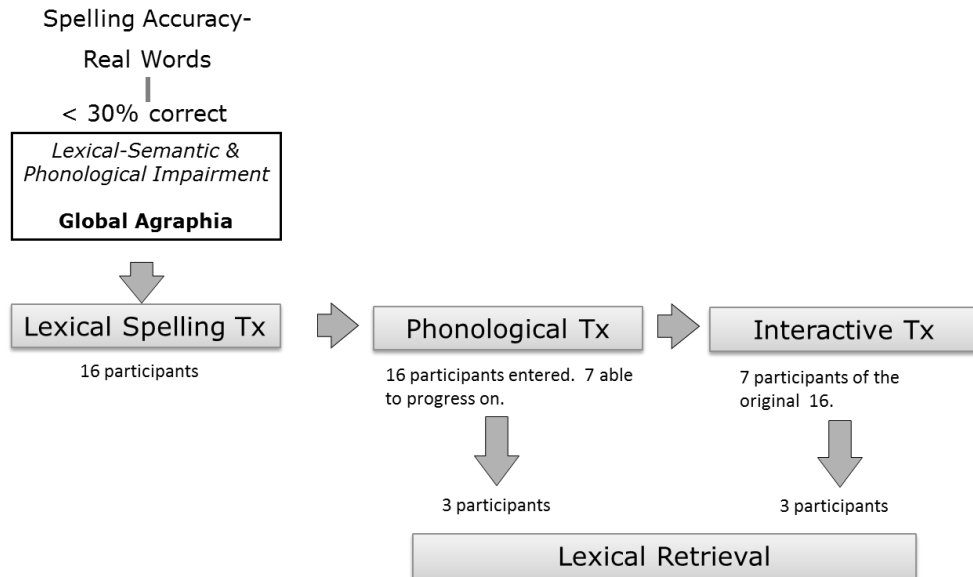 Spelling Accuracy-
Real Words
< 30% correct
Lexical-Semantic &
Phonological Impairment
Global Agraphia
Lexical Spelling Tx
16 participants
Phonological Tx
16 participants entered.  7 able
to progress on.
Interactive Tx
7 participants of the
original  16.
3 participants
3 participants
Lexical Retrieval